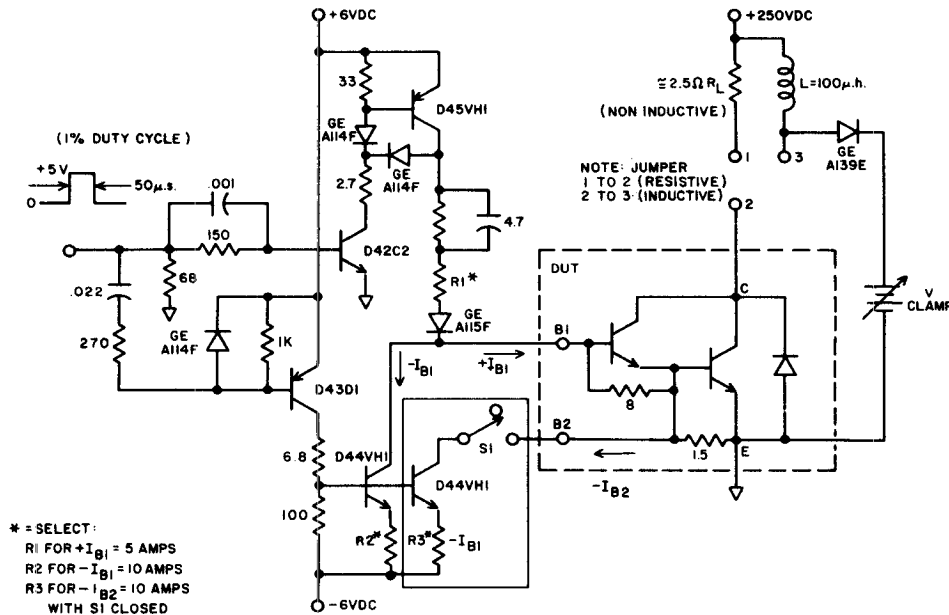 +6VDC
+250VDC
33
D45VH1
≅ 2.5Ω RL
L=100μ.h.
(NON INDUCTIVE)
GE
A114F
GE
A114F
(1% DUTY CYCLE)
+5V
50μ.s.
0
.001
150
2.7
D42C2
4.7
1
3
GE
A139E
NOTE: JUMPER
1 TO 2 (RESISTIVE)
2 TO 3 (INDUCTIVE)
2
R1*
68
.022
270
GE
A114F
1K
D43D1
GE
A115F
DUT
C
V
CLAMP
B1
-IB1
+IB1
8
B2
1.5
E
S1
-IB2
6.8
D44VH1
D44VH1
100
R2*
R3*
-IB1
* = SELECT:
R1 FOR +IB1 = 5 AMPS
R2 FOR -IB1 = 10 AMPS
R3 FOR -IB2 = 10 AMPS
WITH S1 CLOSED
-6VDC